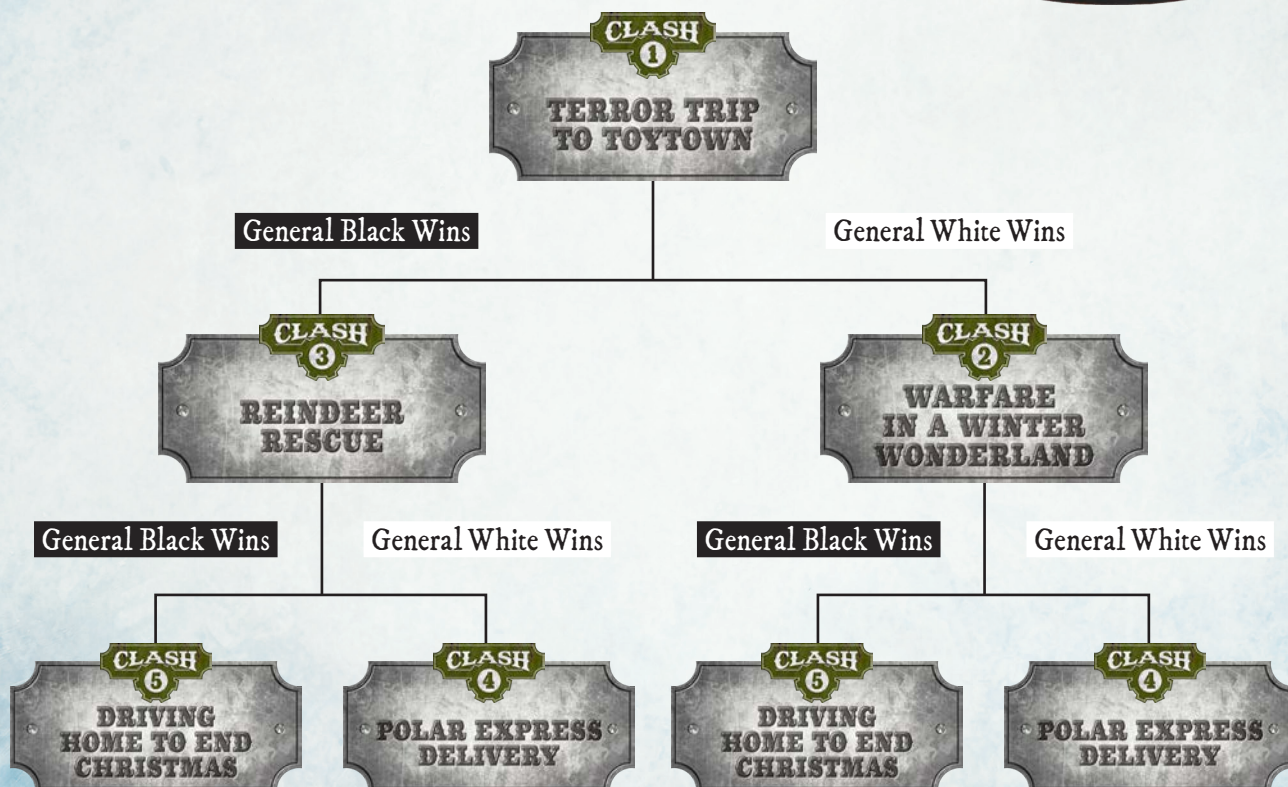 CLASH
1
TERROR TRIP
TO TOYTOWN
General Black Wins
General White Wins
CLASH
3
REINDEER
RESCUE
CLASH
2
WARFARE
IN A WINTER
WONDERLAND
General Black Wins
General White Wins
General Black Wins
General White Wins
CLASH
5
DRIVING
HOME TO END
CHRISTMAS
CLASH
4
POLAR EXPRESS
DELIVERY
CLASH
5
DRIVING
HOME TO END
CHRISTMAS
CLASH
4
POLAR EXPRESS
DELIVERY